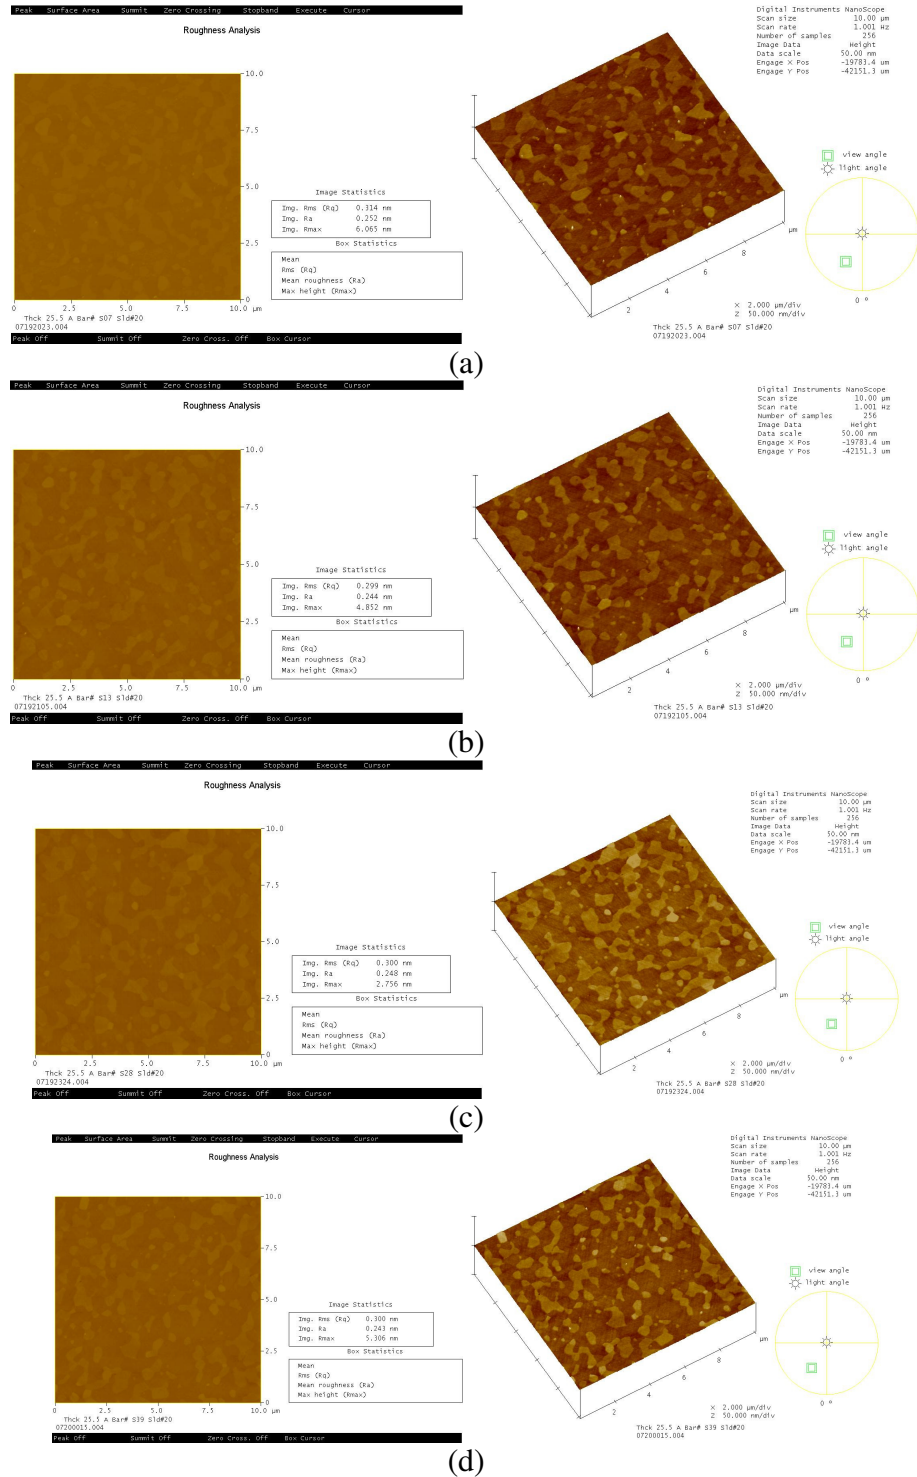 Peak Surface Area Summit Zero Crossing Stopband Execute Cursor
Roughness Analysis
10.0
7.5
5.0
2.5
0
0 2.5 5.0 7.5 10.0 µm
Thck 25.5 A Bar# S07 Sld#20
07192023.004
Image Statistics
Img. Rms (Rq) 0.314 nm
Img. Ra 0.252 nm
Img. Rmax 6.065 nm
Box Statistics
Mean
Rms (Rq)
Mean roughness (Ra)
Max height (Rmax)
Peak Off Summit Off Zero Cross. Off Box Cursor
Digital Instruments NanoScope
Scan size 10.00 µm
Scan rate 1.001 Hz
Number of samples 256
Image Data Height
Data scale 50.00 nm
Engage X Pos -19783.4 um
Engage Y Pos -42151.3 um
view angle
light angle
0 º
2
4
6
8
µm
X 2.000 µm/div
Z 50.000 nm/div
Thck 25.5 A Bar# S07 Sld#20
07192023.004
(a)
Peak Surface Area Summit Zero Crossing Stopband Execute Cursor
Roughness Analysis
10.0
7.5
5.0
2.5
0
0 2.5 5.0 7.5 10.0 µm
Thck 25.5 A Bar# S13 Sld#20
07192105.004
Image Statistics
Img. Rms (Rq) 0.299 nm
Img. Ra 0.244 nm
Img. Rmax 4.852 nm
Box Statistics
Mean
Rms (Rq)
Mean roughness (Ra)
Max height (Rmax)
Peak Off Summit Off Zero Cross. Off Box Cursor
Digital Instruments NanoScope
Scan size 10.00 µm
Scan rate 1.001 Hz
Number of samples 256
Image Data Height
Data scale 50.00 nm
Engage X Pos -19783.4 um
Engage Y Pos -42151.3 um
view angle
light angle
0 º
2
4
6
8
µm
X 2.000 µm/div
Z 50.000 nm/div
Thck 25.5 A Bar# S13 Sld#20
07192105.004
(b)
Peak Surface Area Summit Zero Crossing Stopband Execute Cursor
Roughness Analysis
10.0
7.5
5.0
2.5
0
0 2.5 5.0 7.5 10.0 µm
Thck 25.5 A Bar# S28 Sld#20
07192324.004
Image Statistics
Img. Rms (Rq) 0.300 nm
Img. Ra 0.248 nm
Img. Rmax 2.756 nm
Box Statistics
Mean
Rms (Rq)
Mean roughness (Ra)
Max height (Rmax)
Peak Off Summit Off Zero Cross. Off Box Cursor
Digital Instruments NanoScope
Scan size 10.00 µm
Scan rate 1.001 Hz
Number of samples 256
Image Data Height
Data scale 50.00 nm
Engage X Pos -19783.4 um
Engage Y Pos -42151.3 um
view angle
light angle
0 º
2
4
6
8
µm
X 2.000 µm/div
Z 50.000 nm/div
Thck 25.5 A Bar# S28 Sld#20
07192324.004
(c)
Peak Surface Area Summit Zero Crossing Stopband Execute Cursor
Roughness Analysis
10.0
7.5
5.0
2.5
0
0 2.5 5.0 7.5 10.0 µm
Thck 25.5 A Bar# S39 Sld#20
07200015.004
Image Statistics
Img. Rms (Rq) 0.300 nm
Img. Ra 0.243 nm
Img. Rmax 5.306 nm
Box Statistics
Mean
Rms (Rq)
Mean roughness (Ra)
Max height (Rmax)
Peak Off Summit Off Zero Cross. Off Box Cursor
Digital Instruments NanoScope
Scan size 10.00 µm
Scan rate 1.001 Hz
Number of samples 256
Image Data Height
Data scale 50.00 nm
Engage X Pos -19783.4 um
Engage Y Pos -42151.3 um
view angle
light angle
0 º
2
4
6
8
µm
X 2.000 µm/div
Z 50.000 nm/div
Thck 25.5 A Bar# S39 Sld#20
07200015.004
(d)